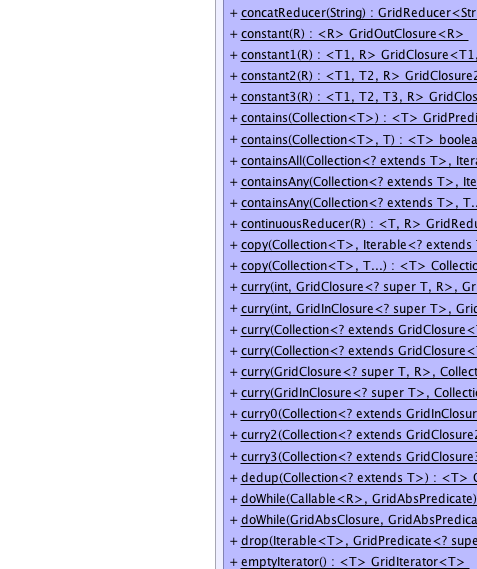 + concatReducer(String) : GridReducer<Str
+ constant(R) : <R> GridOutClosure<R>
+ constant1(R) : <T1, R> GridClosure<T1,
+ constant2(R) : <T1, T2, R> GridClosure2
+ constant3(R) : <T1, T2, T3, R> GridClos
+ contains(Collection<T>) : <T> GridPredi
+ contains(Collection<T>, T) : <T> boolea
+ containsAll(Collection<? extends T>, Itera
+ containsAny(Collection<? extends T>, Ite
+ containsAny(Collection<? extends T>, T..
+ continuousReducer(R) : <T, R> GridRedu
+ copy(Collection<T>, Iterable<? extends T
+ copy(Collection<T>, T...) : <T> Collectio
+ curry(int, GridClosure<? super T, R>, Gr
+ curry(int, GridInClosure<? super T>, Grid
+ curry(Collection<? extends GridClosure<
+ curry(Collection<? extends GridClosure<
+ curry(GridClosure<? super T, R>, Collect
+ curry(GridInClosure<? super T>, Collecti
+ curry0(Collection<? extends GridInClosur
+ curry2(Collection<? extends GridClosure2
+ curry3(Collection<? extends GridClosure3
+ dedup(Collection<? extends T>) : <T> C
+ doWhile(Callable<R>, GridAbsPredicate)
+ doWhile(GridAbsClosure, GridAbsPredica
+ drop(Iterable<T>, GridPredicate<? supe
+ emptyIterator() : <T> GridIterator<T>